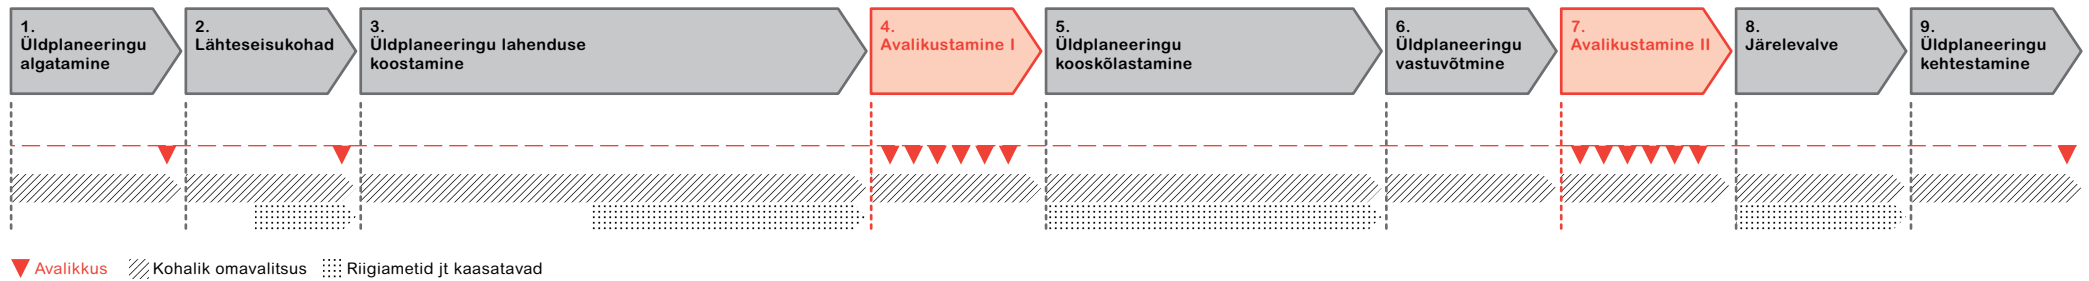 1.
Üldplaneeringu
algatamine
2.
Lähteseisukohad
3.
Üldplaneeringu lahenduse
koostamine
4.
Avalikustamine I
5.
Üldplaneeringu
kooskõlastamine
6.
Üldplaneeringu
vastuvõtmine
7.
Avalikustamine II
8.
Järelevalve
9.
Üldplaneeringu
kehtestamine
Avalikkus
Kohalik omavalitsus
Riigiametid jt kaasatavad